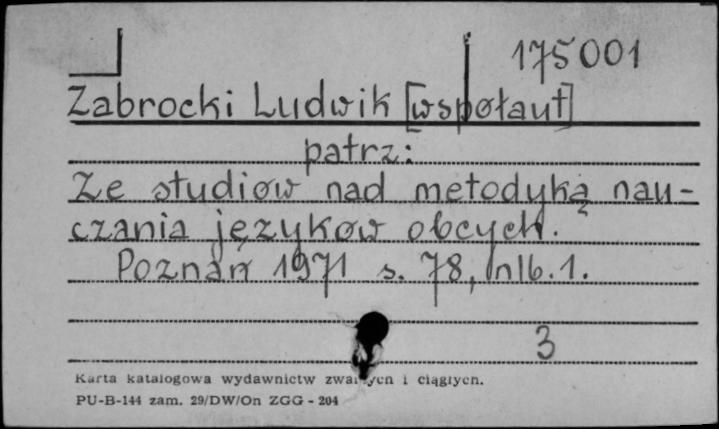 175001
Zabrocki Ludwik [współaut]
patrz:
Ze studiów nad metodyką nau-
czania języków obcych.
Poznań 1971 s. 78, nlb. 1.
3
Karta katalogowa wydawnictw zwartych i ciągłych.
PU-B-144 zam. 29/DW/On ZGG - 204